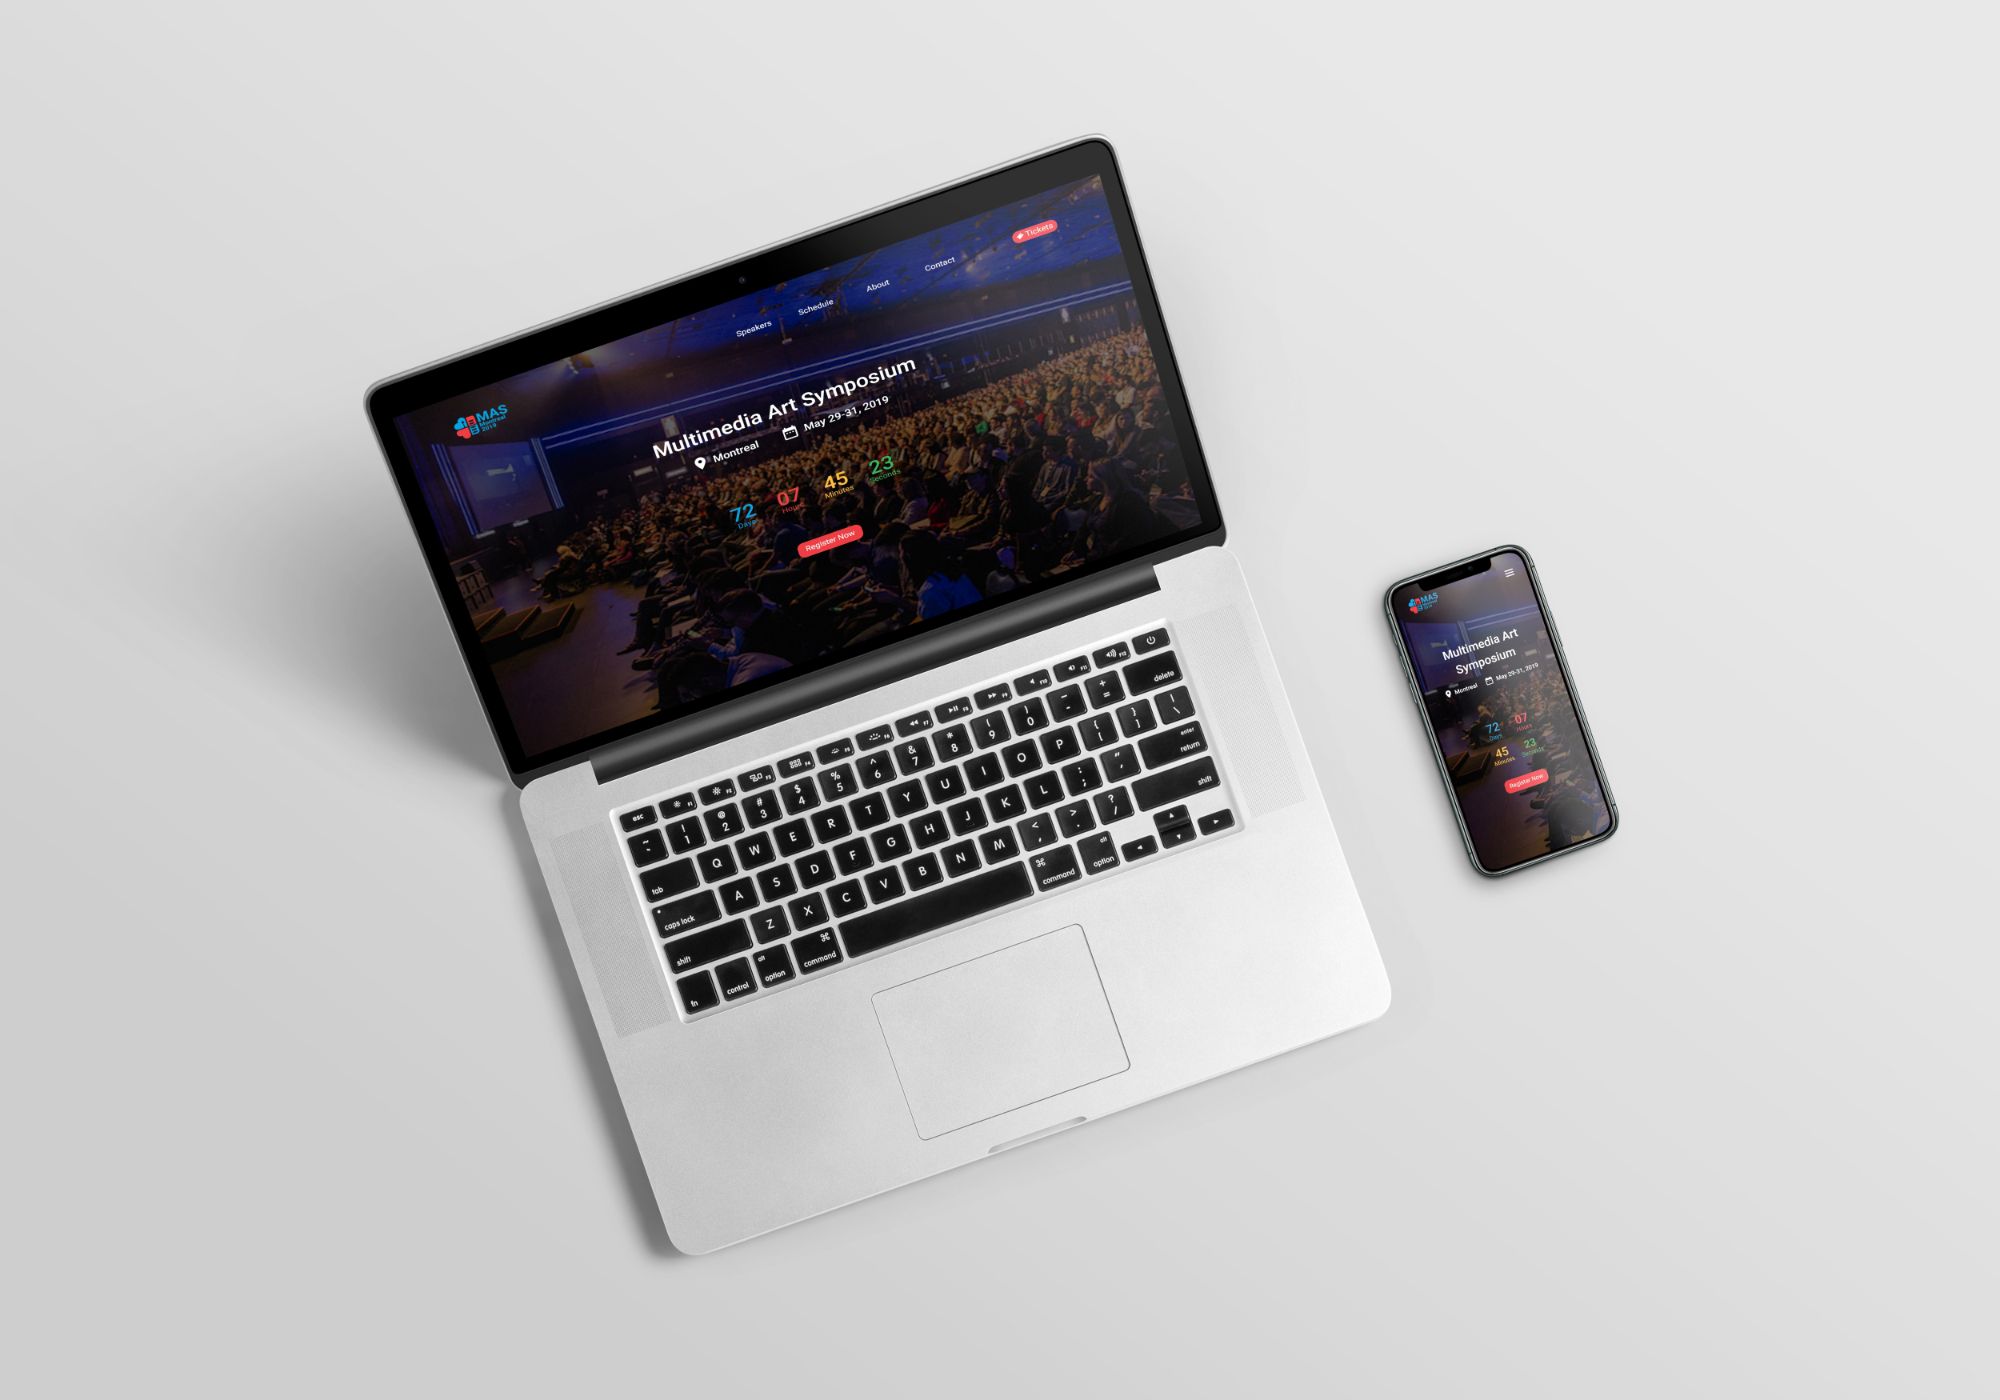 Tickets
Speakers
Schedule
About
Contact
MAS
Montreal
2019
Multimedia Art Symposium
Montreal
May 29-31, 2019
72
Days
07
Hours
45
Minutes
23
Seconds
Register Now
MAS
Multimedia Art
Symposium
Montreal
May 29-31, 2019
72
Days
07
Hours
45
Minutes
23
Seconds
Register Now
esc F1 F2 F3 F4 F5 F6 F7 F8 F9 F10 F11 F12
~ ` ! 1 @ 2 # 3 $ 4 % 5 ^ 6 & 7 * 8 ( 9 ) 0 - + = delete
tab Q W E R T Y U I O P { [ } ] | \
caps lock A S D F G H J K L : ; " ' enter return
shift Z X C V B N M < , > . ? / shift
fn control alt option ⌘ command ⌘ command alt option